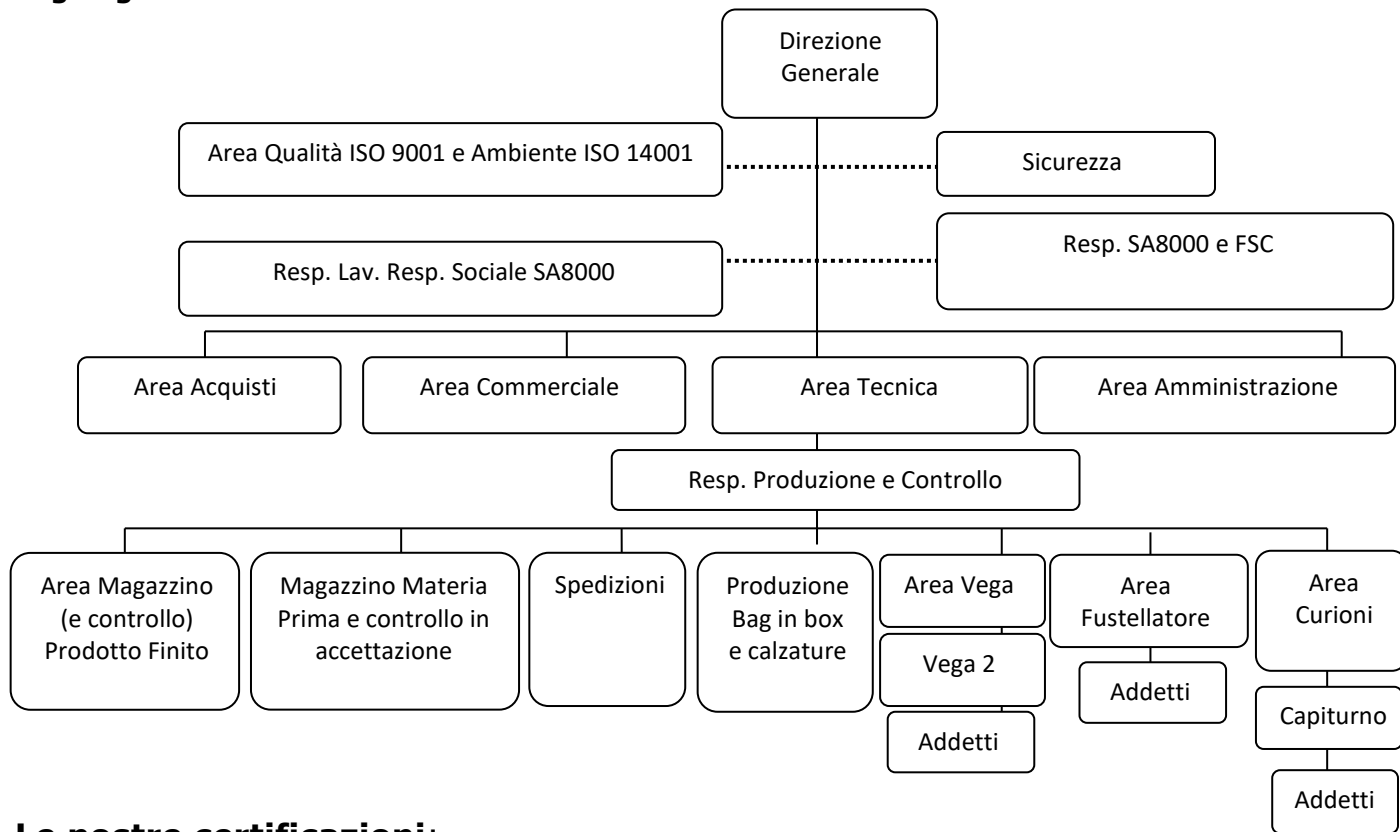 Direzione
Generale
Area Qualità ISO 9001 e Ambiente ISO 14001
Sicurezza
Resp. Lav. Resp. Sociale SA8000
Resp. SA8000 e FSC
Area Acquisti
Area Commerciale
Area Tecnica
Area Amministrazione
Resp. Produzione e Controllo
Area Magazzino
(e controllo)
Prodotto Finito
Magazzino Materia
Prima e controllo in
accettazione
Spedizioni
Produzione
Bag in box
e calzature
Area Vega
Vega 2
Addetti
Area
Fustellatore
Addetti
Area
Curioni
Capiturno
Addetti
Le nostre certificazioni: